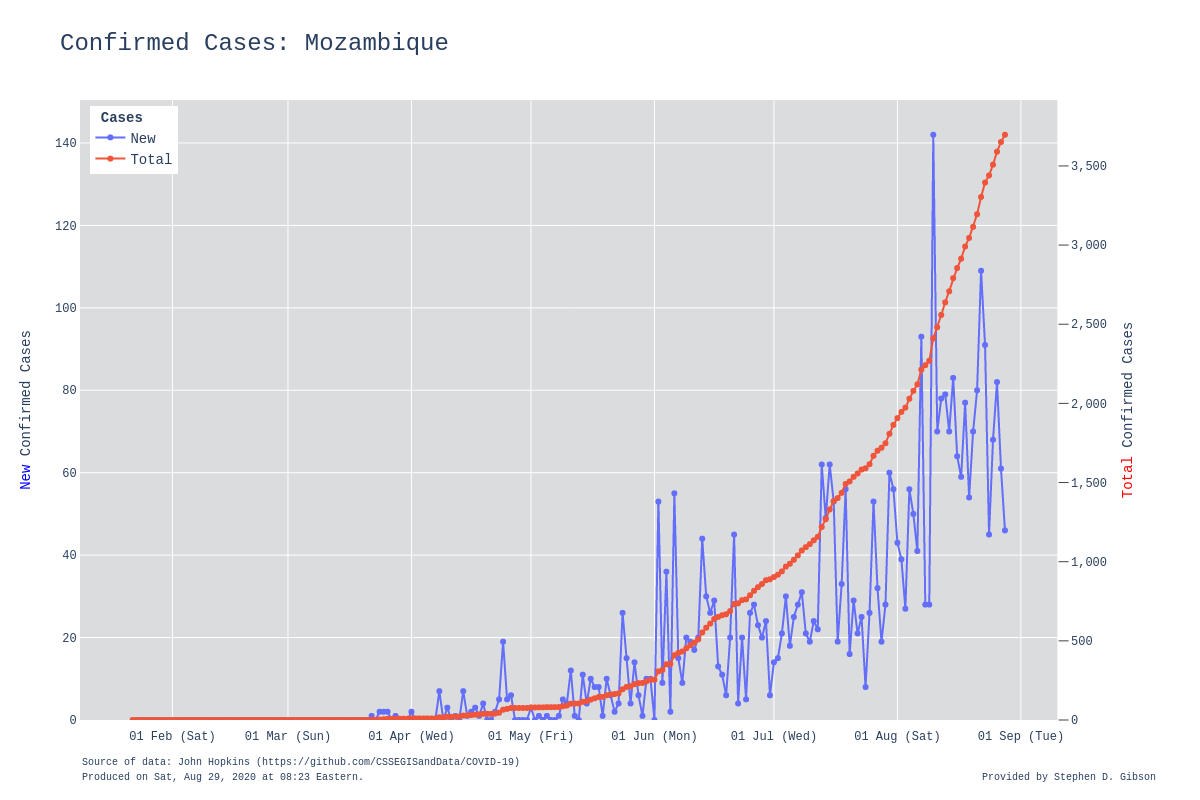 Confirmed Cases: Mozambique
Cases
New
Total
140
120
100
80
60
40
20
0
3,500
3,000
2,500
2,000
1,500
1,000
500
0
New Confirmed Cases
Total Confirmed Cases
01 Feb (Sat)
01 Mar (Sun)
01 Apr (Wed)
01 May (Fri)
01 Jun (Mon)
01 Jul (Wed)
01 Aug (Sat)
01 Sep (Tue)
Source of data: John Hopkins (https://github.com/CSSEGISandData/COVID-19)
Produced on Sat, Aug 29, 2020 at 08:23 Eastern.
Provided by Stephen D. Gibson